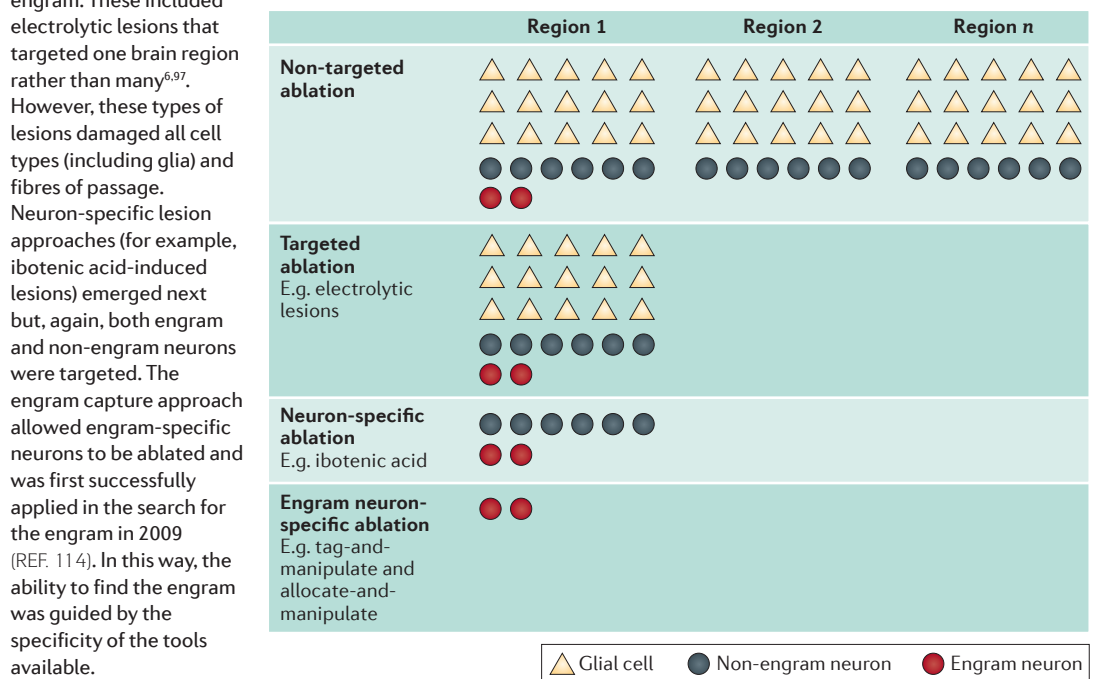 engram. These included
electrolytic lesions that
targeted one brain region
rather than many6,97.
However, these types of
lesions damaged all cell
types (including glia) and
fibres of passage.
Neuron-specific lesion
approaches (for example,
ibotenic acid-induced
lesions) emerged next
but, again, both engram
and non-engram neurons
were targeted. The
engram capture approach
allowed engram-specific
neurons to be ablated and
was first successfully
applied in the search for
the engram in 2009
(REF. 114). In this way, the
ability to find the engram
was guided by the
specificity of the tools
available.
Region 1 Region 2 Region n
Non-targeted
ablation
Targeted
ablation
E.g. electrolytic
lesions
Neuron-specific
ablation
E.g. ibotenic acid
Engram neuron-
specific ablation
E.g. tag-and-
manipulate and
allocate-and-
manipulate
Glial cell Non-engram neuron Engram neuron